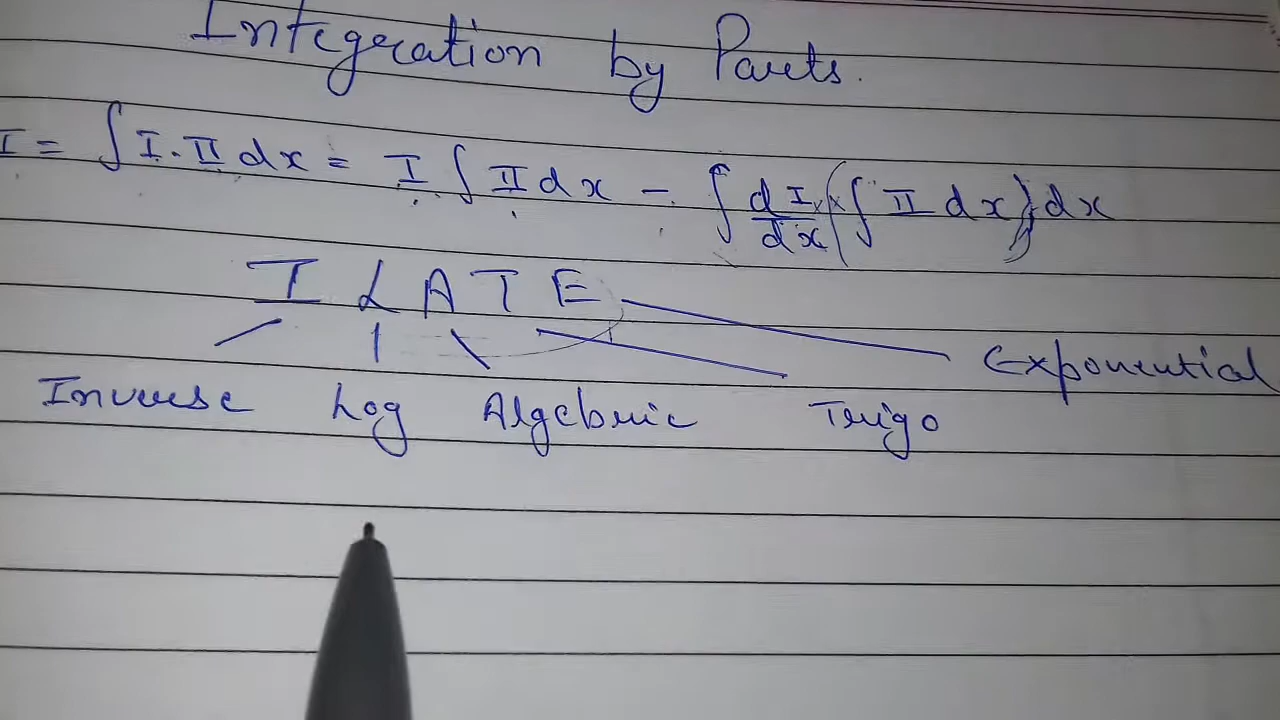 Integration by Parts.
I = ∫ I . II dx = I ∫ II dx - ∫ dI/dx (∫ II dx) dx
I L A T E
Exponential
Inverse Log Algebric Trigo